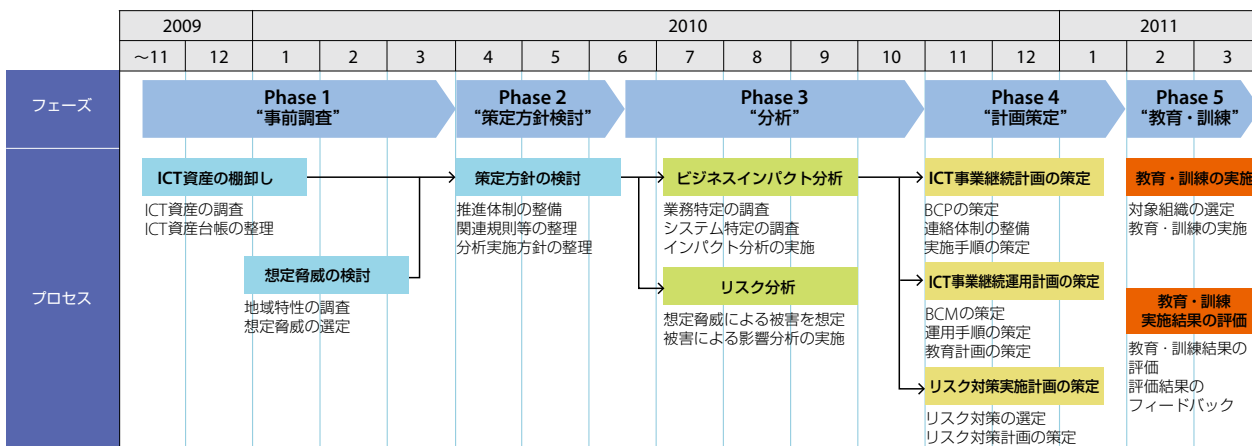 2009 2010 2011
～11 12 1 2 3 4 5 6 7 8 9 10 11 12 1 2 3
フェーズ
Phase 1
“事前調査”
Phase 2
“策定方針検討”
Phase 3
“分析”
Phase 4
“計画策定”
Phase 5
“教育・訓練”
プロセス
ICT資産の棚卸し
ICT資産の調査
ICT資産台帳の整理
想定脅威の検討
地域特性の調査
想定脅威の選定
策定方針の検討
推進体制の整備
関連規則等の整理
分析実施方針の整理
ビジネスインパクト分析
業務特定の調査
システム特定の調査
インパクト分析の実施
リスク分析
想定脅威による被害を想定
被害による影響分析の実施
ICT事業継続計画の策定
BCPの策定
連絡体制の整備
実施手順の策定
ICT事業継続運用計画の策定
BCMの策定
運用手順の策定
教育計画の策定
リスク対策実施計画の策定
リスク対策の選定
リスク対策計画の策定
教育・訓練の実施
対象組織の選定
教育・訓練の実施
教育・訓練
実施結果の評価
教育・訓練結果の
評価
評価結果の
フィードバック